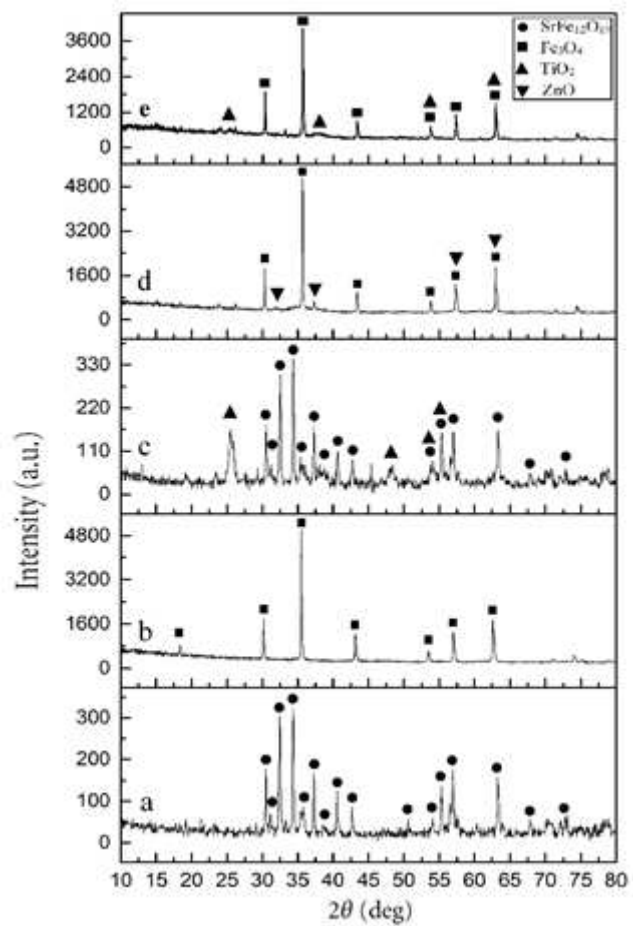 SrFe₁₂O₁₉
Fe₃O₄
TiO₂
ZnO
3600
2400
1200
0
e
4800
3200
1600
0
d
330
220
110
0
c
4800
3200
1600
0
b
300
200
100
0
a
Intensity (a.u.)
10 15 20 25 30 35 40 45 50 55 60 65 70 75 80
2θ (deg)